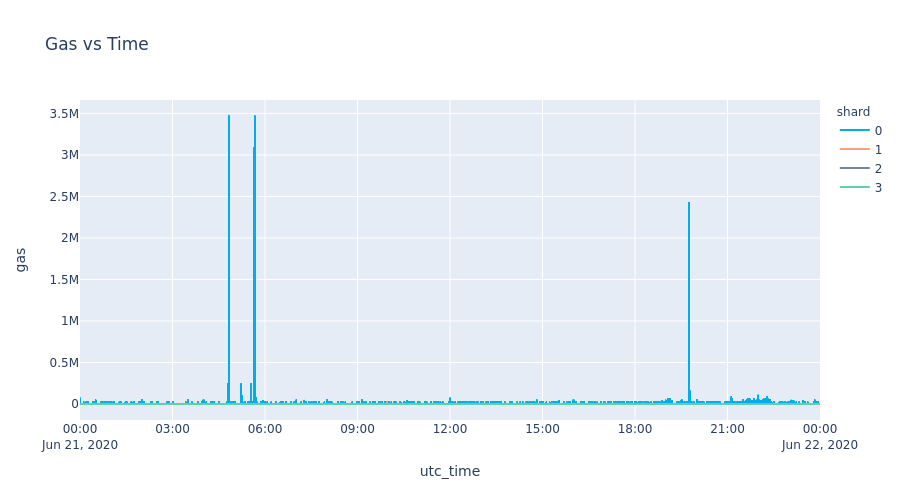 Gas vs Time
shard
0
1
2
3
gas
3.5M
3M
2.5M
2M
1.5M
1M
0.5M
0
00:00 03:00 06:00 09:00 12:00 15:00 18:00 21:00 00:00
Jun 21, 2020 Jun 22, 2020
utc_time